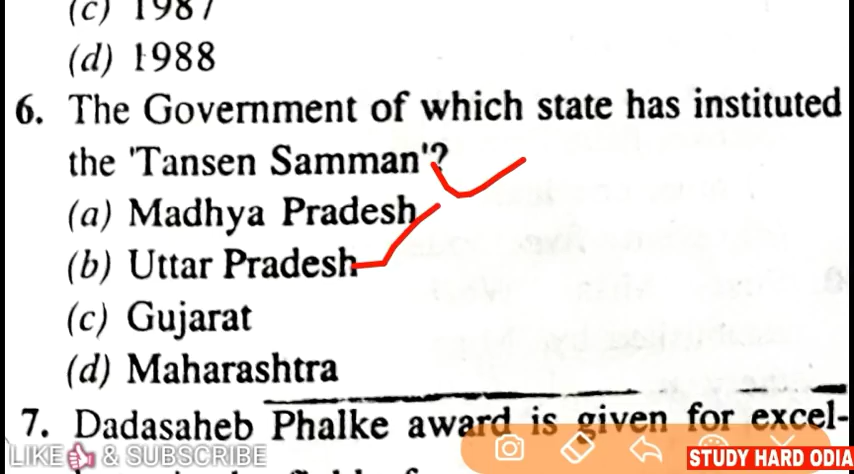 (c) 1987
(d) 1988
6. The Government of which state has instituted
the 'Tansen Samman'?
(a) Madhya Pradesh
(b) Uttar Pradesh
(c) Gujarat
(d) Maharashtra
7. Dadasaheb Phalke award is given for excel-
LIKE & SUBSCRIBE
STUDY HARD ODIA